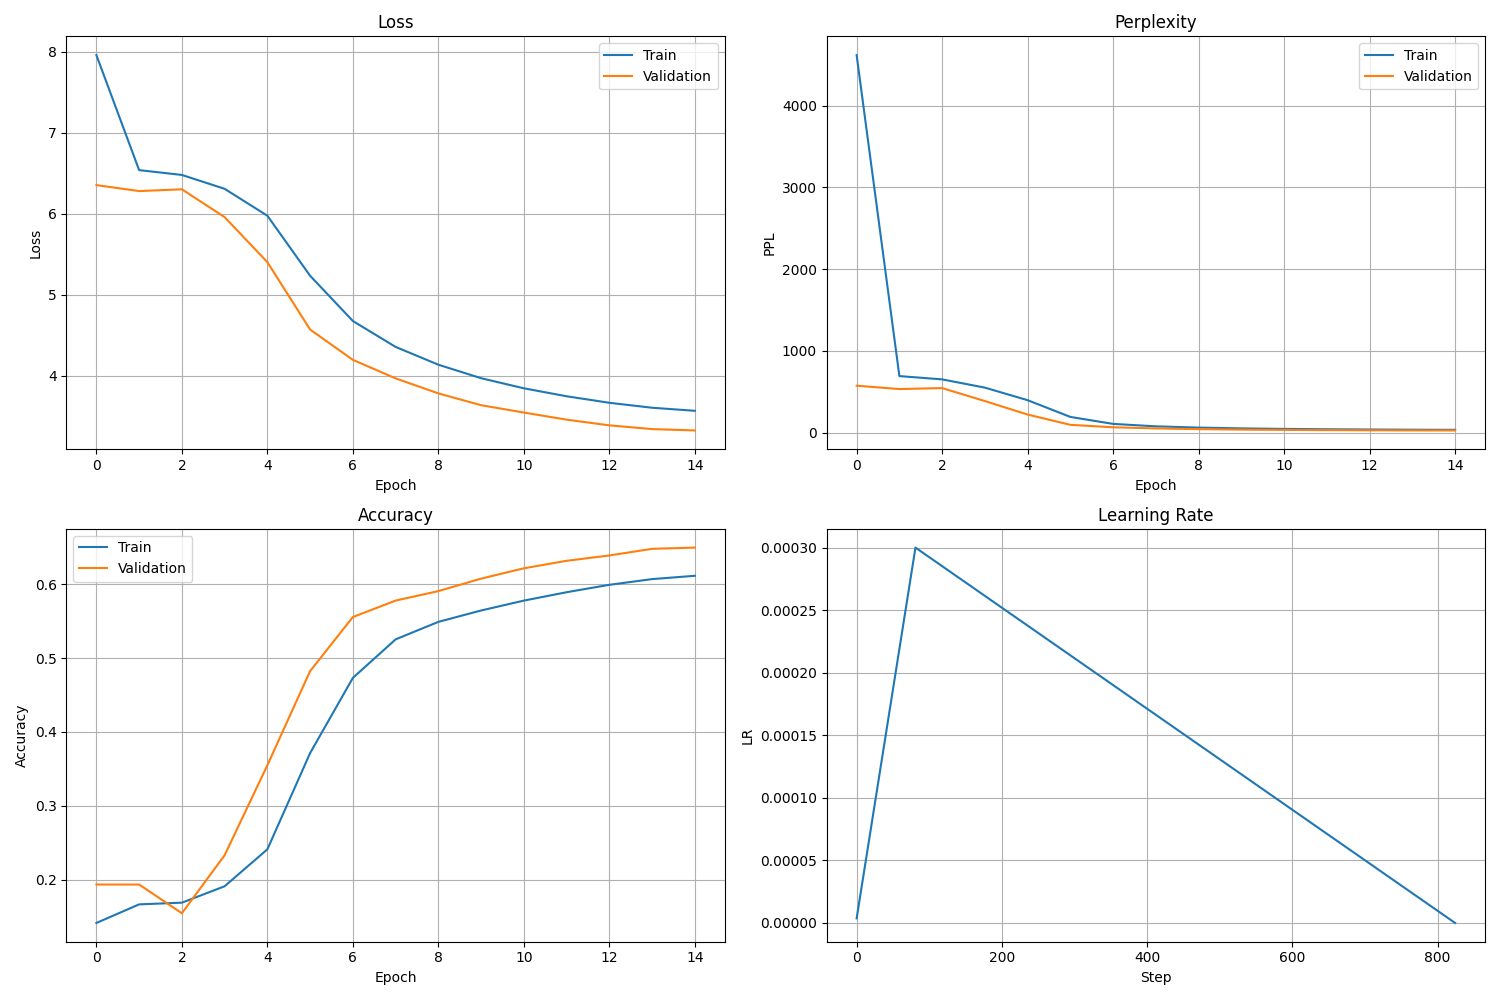 Loss
Train
Validation
8
7
6
5
4
Loss
0 2 4 6 8 10 12 14
Epoch
Perplexity
Train
Validation
4000
3000
2000
1000
0
PPL
0 2 4 6 8 10 12 14
Epoch
Accuracy
Train
Validation
0.6
0.5
0.4
0.3
0.2
Accuracy
0 2 4 6 8 10 12 14
Epoch
Learning Rate
0.00030
0.00025
0.00020
0.00015
0.00010
0.00005
0.00000
LR
0 200 400 600 800
Step